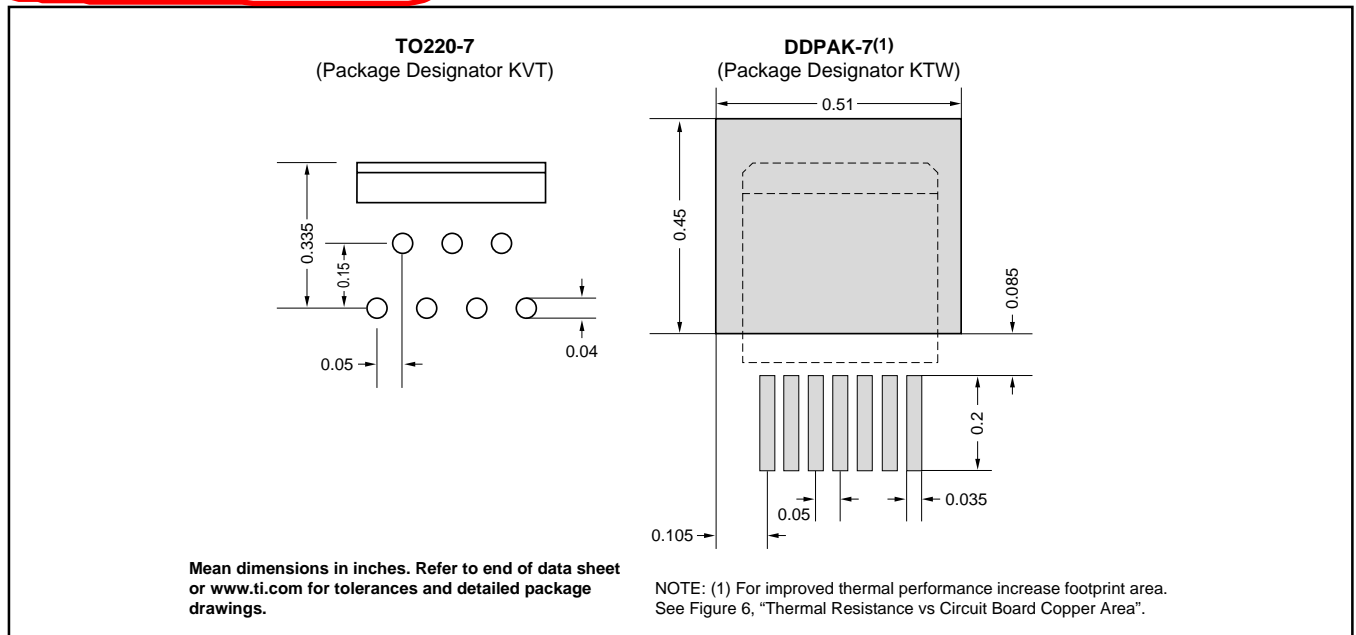 TO220-7
(Package Designator KVT)
0.335
0.15
0.05
0.04
DDPAK-7(1)
(Package Designator KTW)
0.51
0.45
0.085
0.2
0.05
0.035
0.105
Mean dimensions in inches. Refer to end of data sheet
or www.ti.com for tolerances and detailed package
drawings.
NOTE: (1) For improved thermal performance increase footprint area.
See Figure 6, “Thermal Resistance vs Circuit Board Copper Area”.